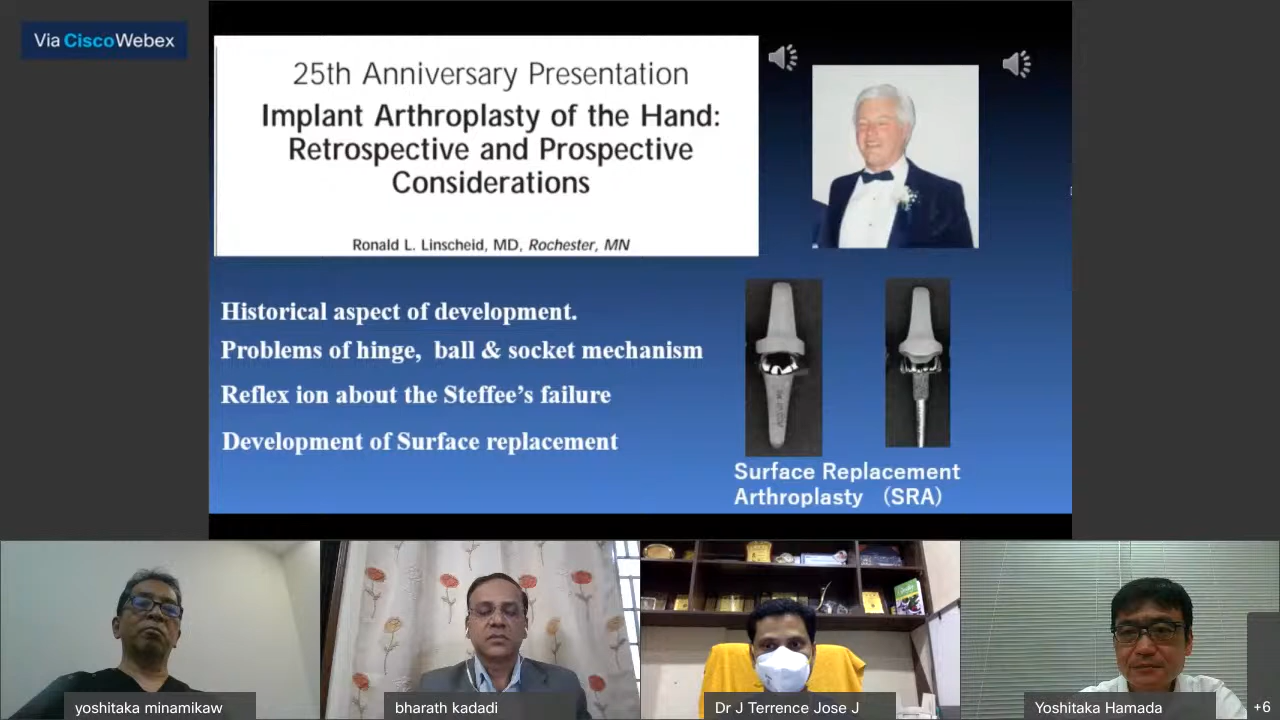 Via Cisco Webex
25th Anniversary Presentation
Implant Arthroplasty of the Hand:
Retrospective and Prospective
Considerations
Ronald L. Linscheid, MD, Rochester, MN
Historical aspect of development.
Problems of hinge, ball & socket mechanism
Reflex ion about the Steffee's failure
Development of Surface replacement
Surface Replacement
Arthroplasty (SRA)
yoshitaka minamikaw
bharath kadadi
Dr J Terrence Jose J
Yoshitaka Hamada
+6